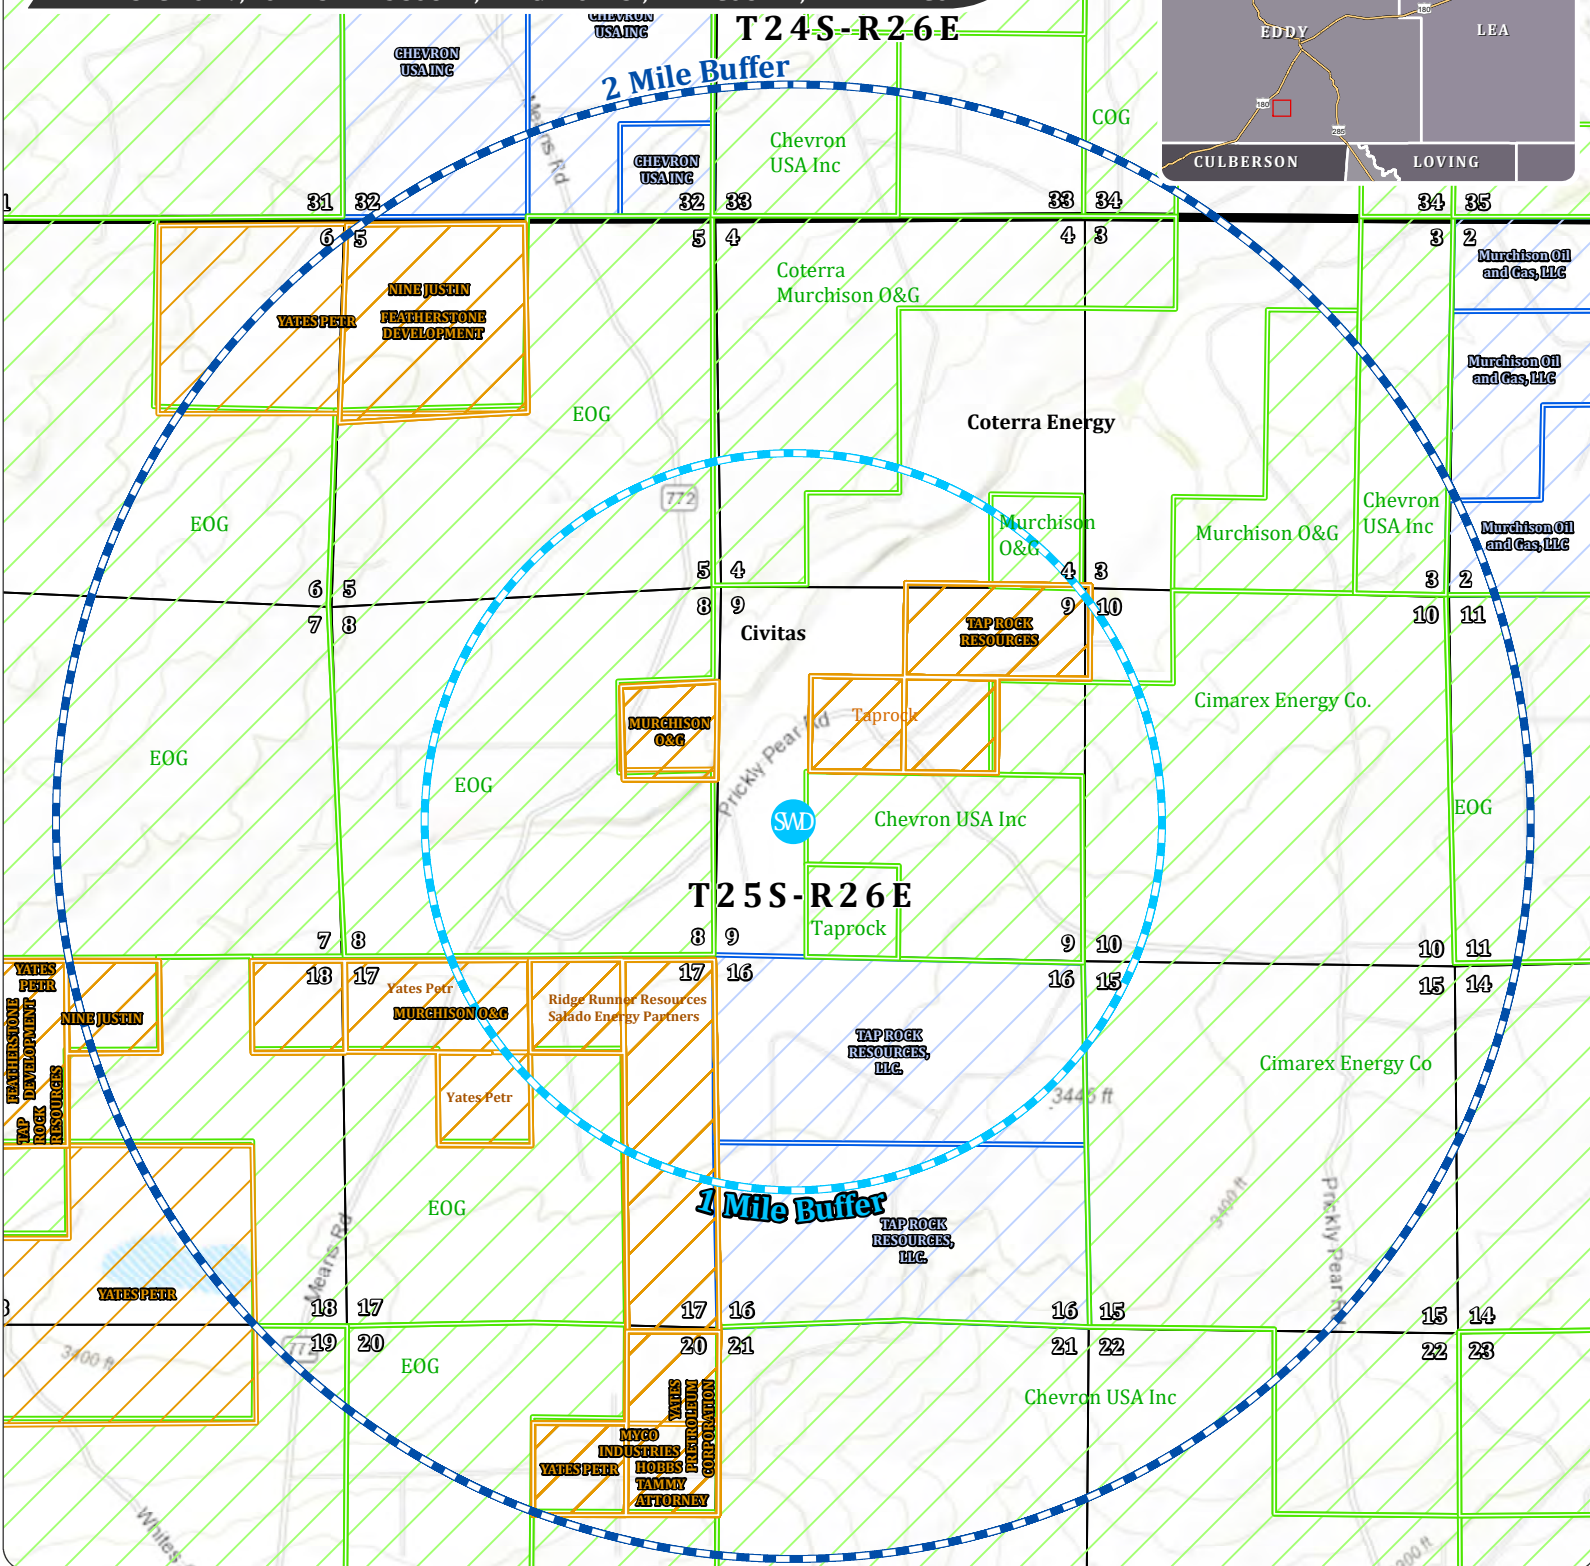 T24S-R26E
2 Mile Buffer
CHEVRON
USA INC
CHEVRON
USA INC
CHEVRON
USA INC
Means Rd
Chevron
USA Inc
COG
EDDY
LEA
180
180
285
CULBERSON
LOVING
31
32
32
33
33
34
34
35
6
5
5
4
4
3
3
2
NINE JUSTIN
YATES PETR
FEATHERSTONE
DEVELOPMENT
Coterra
Murchison O&G
Murchison Oil
and Gas, LLC
Murchison Oil
and Gas, LLC
Murchison Oil
and Gas, LLC
EOG
Coterra Energy
EOG
772
Murchison
O&G
Murchison O&G
Chevron
USA Inc
6
5
5
4
4
3
3
2
7
8
8
9
9
10
10
11
Civitas
TAP ROCK
RESOURCES
MURCHISON
O&G
Taprock
Prickly Pear Rd
Cimarex Energy Co.
EOG
EOG
SWD
Chevron USA Inc
EOG
T25S-R26E
Taprock
7
8
8
9
9
10
10
11
18
17
17
16
16
15
15
14
YATES
PETR
NINE JUSTIN
FEATHERSTONE
DEVELOPMENT
TAP
ROCK
RESOURCES
Yates Petr
MURCHISON O&G
Ridge Runner Resources
Salado Energy Partners
Yates Petr
TAP ROCK
RESOURCES,
LLC.
3445 ft
Cimarex Energy Co
1 Mile Buffer
TAP ROCK
RESOURCES,
LLC.
EOG
3400 ft
Prickly Pear R
Means Rd
YATES PETR
18
17
17
16
16
15
15
14
19
20
20
21
21
22
22
23
3400 ft
EOG
YATES
PRETROLEUM
CORPORATION
Chevron USA Inc
MYCO
INDUSTRIES
YATES PETR
HOBBS
TAMMY
ATTORNEY
Whites